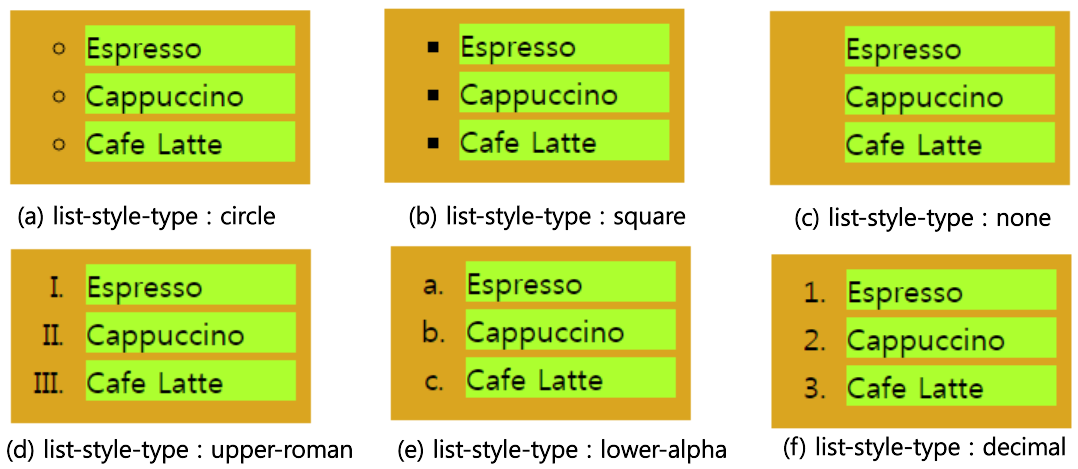 Espresso
Cappuccino
Cafe Latte
(a) list-style-type : circle
Espresso
Cappuccino
Cafe Latte
(b) list-style-type : square
Espresso
Cappuccino
Cafe Latte
(c) list-style-type : none
I. Espresso
II. Cappuccino
III. Cafe Latte
(d) list-style-type : upper-roman
a. Espresso
b. Cappuccino
c. Cafe Latte
(e) list-style-type : lower-alpha
1. Espresso
2. Cappuccino
3. Cafe Latte
(f) list-style-type : decimal